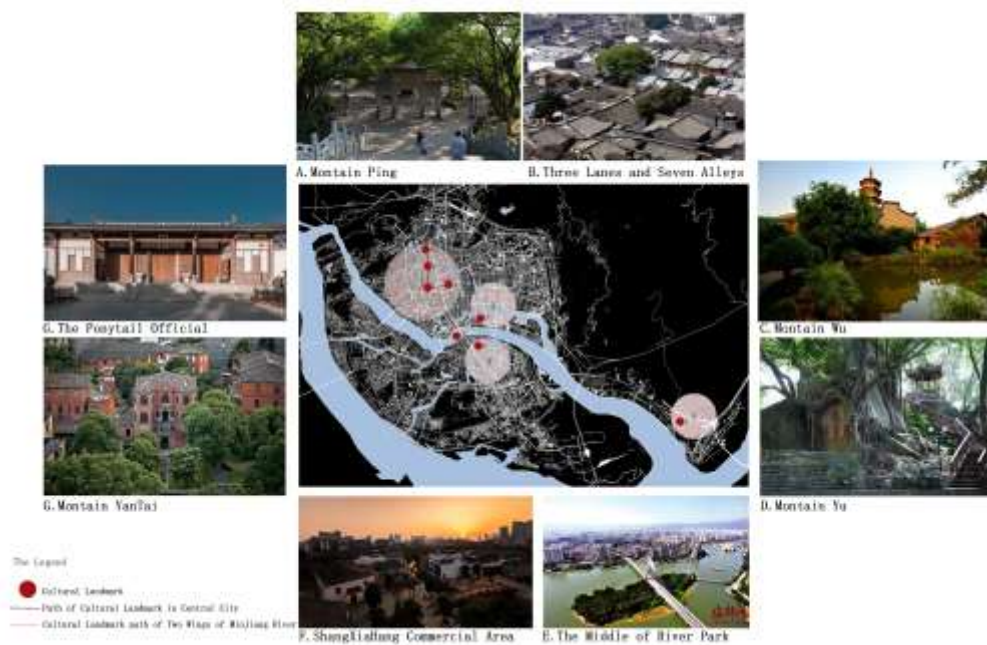 A.Montain Ping
B.Three Lanes and Seven Alleys
G.The Ponytail Official
C.Montain Wu
G.Montain YanTai
D.Montain Yu
F.ShangXiaHang Commercial Area
E.The Middle of River Park
The Legend
Cultural Landmark
Path of Cultural Landmark in Central City
Cultural Landmark path of Two Wings of Minjiang River